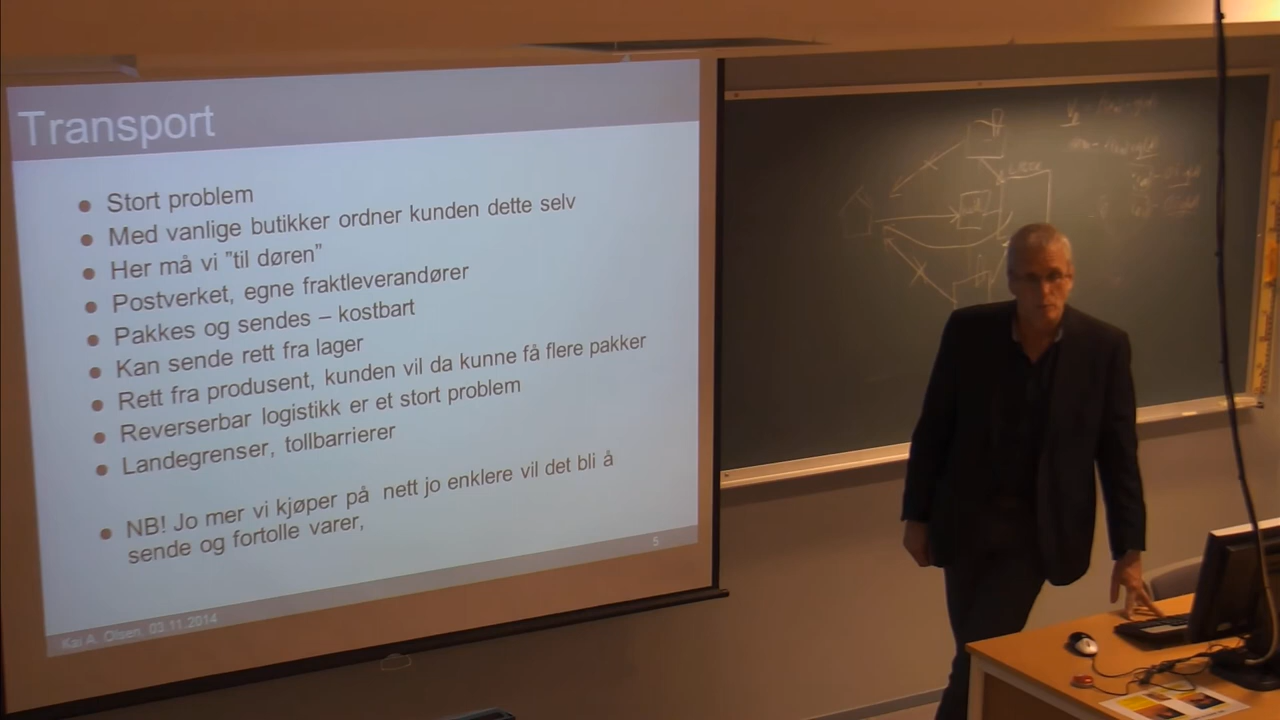 Transport
Stort problem
Med vanlige butikker ordner kunden dette selv
Her må vi ”til døren”
Postverket, egne fraktleverandører
Pakkes og sendes – kostbart
Kan sende rett fra lager
Rett fra produsent, kunden vil da kunne få flere pakker
Reverserbar logistikk er et stort problem
Landegrenser, tollbarrierer
NB! Jo mer vi kjøper på nett jo enklere vil det bli å
sende og fortolle varer,
5
Kai A. Olsen, 03.11.2014